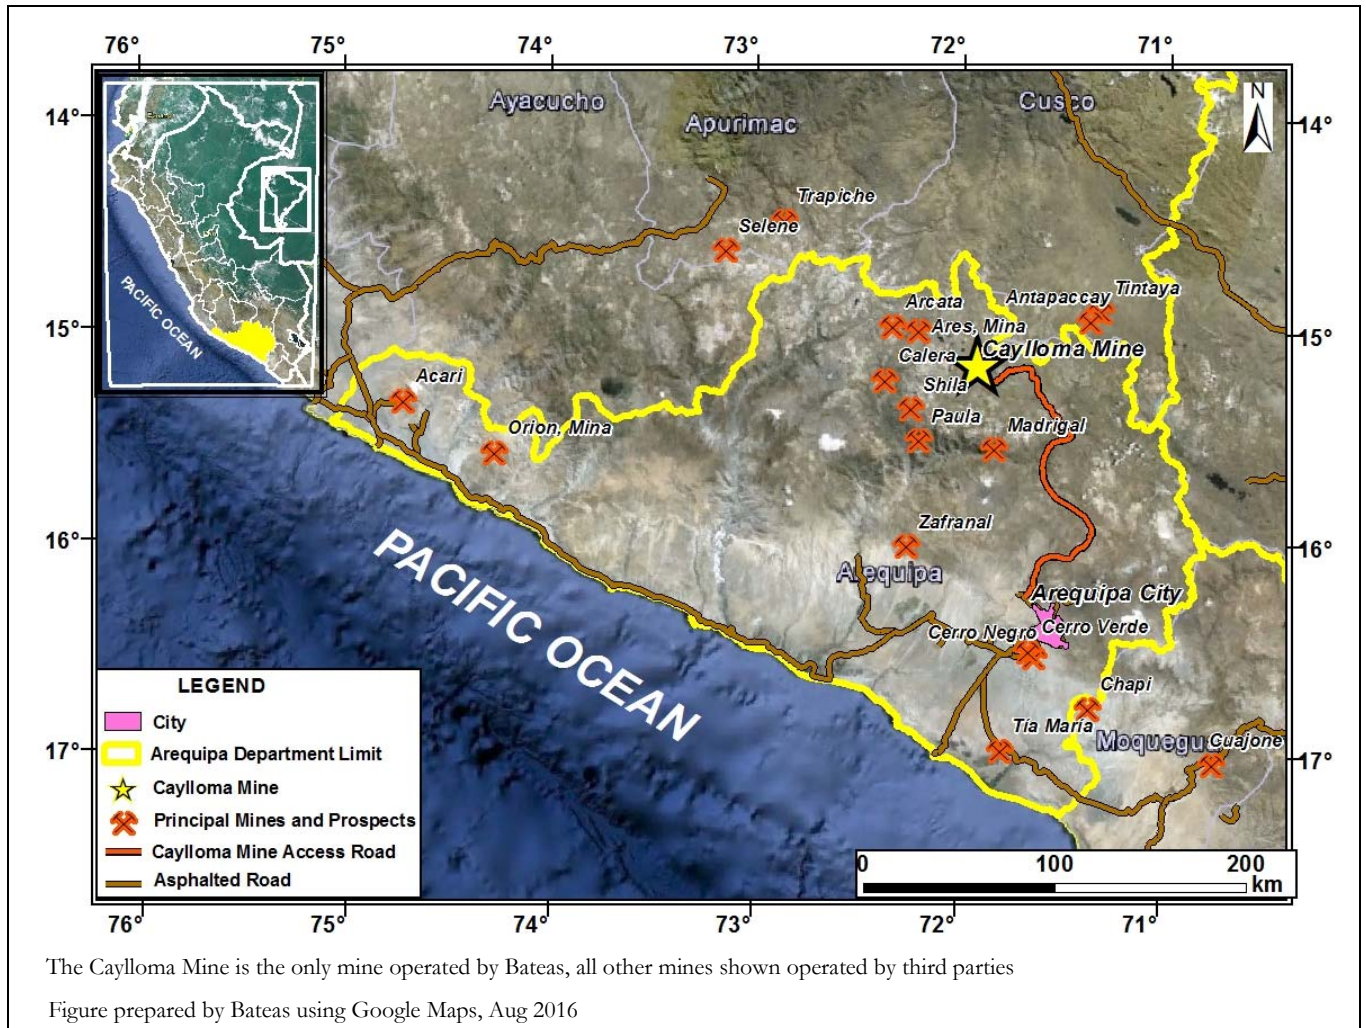 76° 75° 74° 73° 72° 71°
14°
15°
16°
17°
14°
15°
16°
17°
N
Ayacucho
Apurimac
Cusco
PACIFIC OCEAN
Trapiche
Selene
Arcata
Antapaccay
Tintaya
Ares, Mina
Calera
Caylloma Mine
Shila
Paula
Madrigal
Acari
Orion, Mina
Zafranal
Arequipa
Arequipa City
Cerro Negro
Cerro Verde
Chapi
Tía María
Moquegua
Cuajone
PACIFIC OCEAN
LEGEND
City
Arequipa Department Limit
Caylloma Mine
Principal Mines and Prospects
Caylloma Mine Access Road
Asphalted Road
0 100 200
km
76° 75° 74° 73° 72° 71°
The Caylloma Mine is the only mine operated by Bateas, all other mines shown operated by third parties
Figure prepared by Bateas using Google Maps, Aug 2016